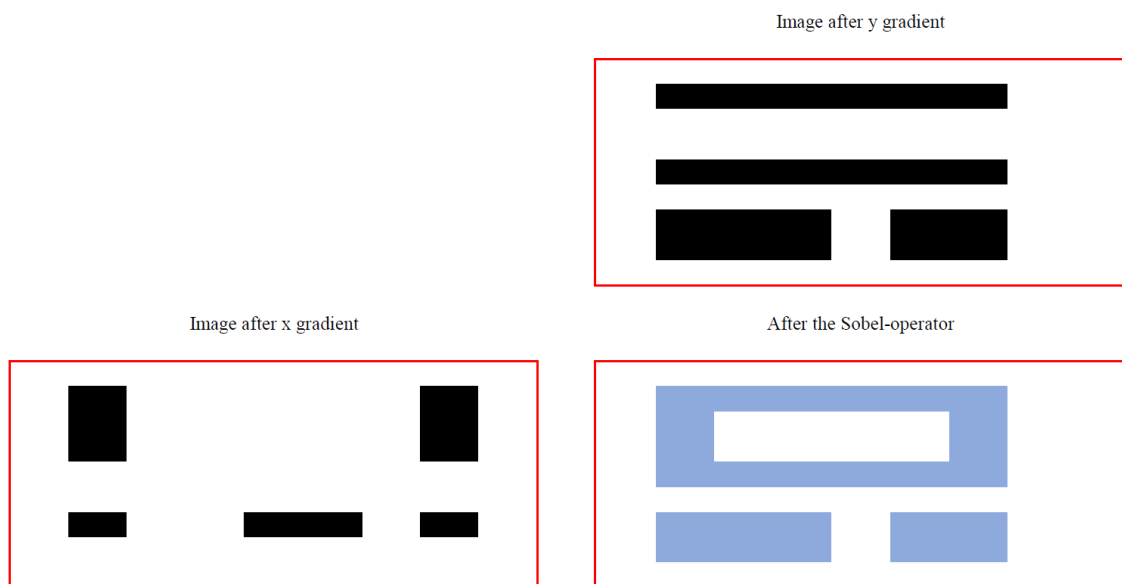 Image after y gradient
Image after x gradient
After the Sobel-operator